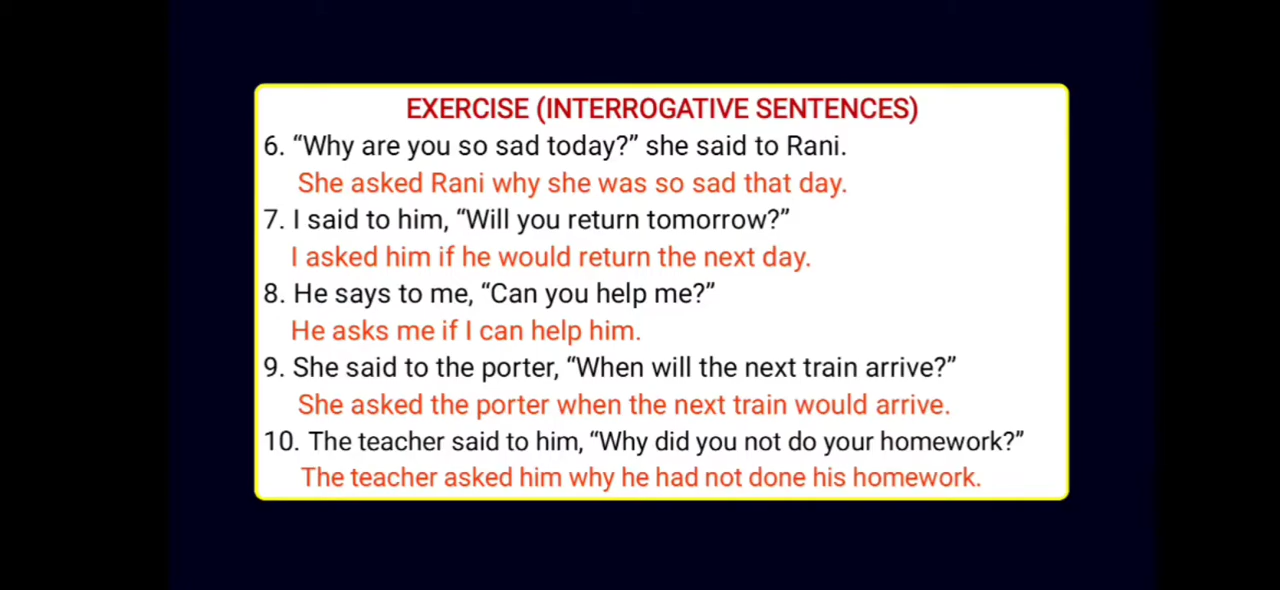 EXERCISE (INTERROGATIVE SENTENCES)
6. “Why are you so sad today?” she said to Rani.
She asked Rani why she was so sad that day.
7. I said to him, “Will you return tomorrow?”
I asked him if he would return the next day.
8. He says to me, “Can you help me?”
He asks me if I can help him.
9. She said to the porter, “When will the next train arrive?”
She asked the porter when the next train would arrive.
10. The teacher said to him, “Why did you not do your homework?”
The teacher asked him why he had not done his homework.